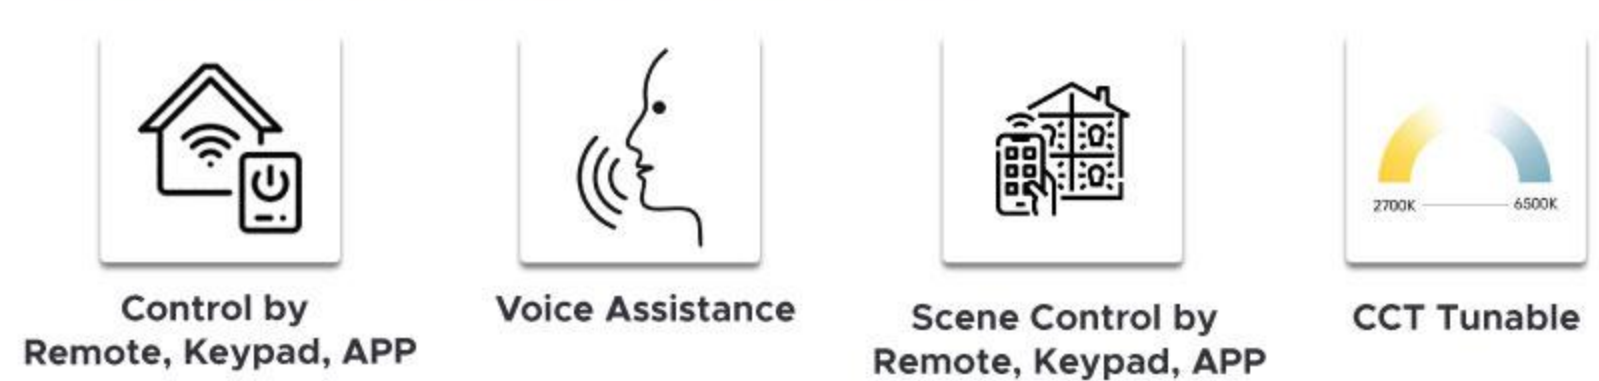 Control by
Remote, Keypad, APP
Voice Assistance
Scene Control by
Remote, Keypad, APP
2700K
6500K
CCT Tunable